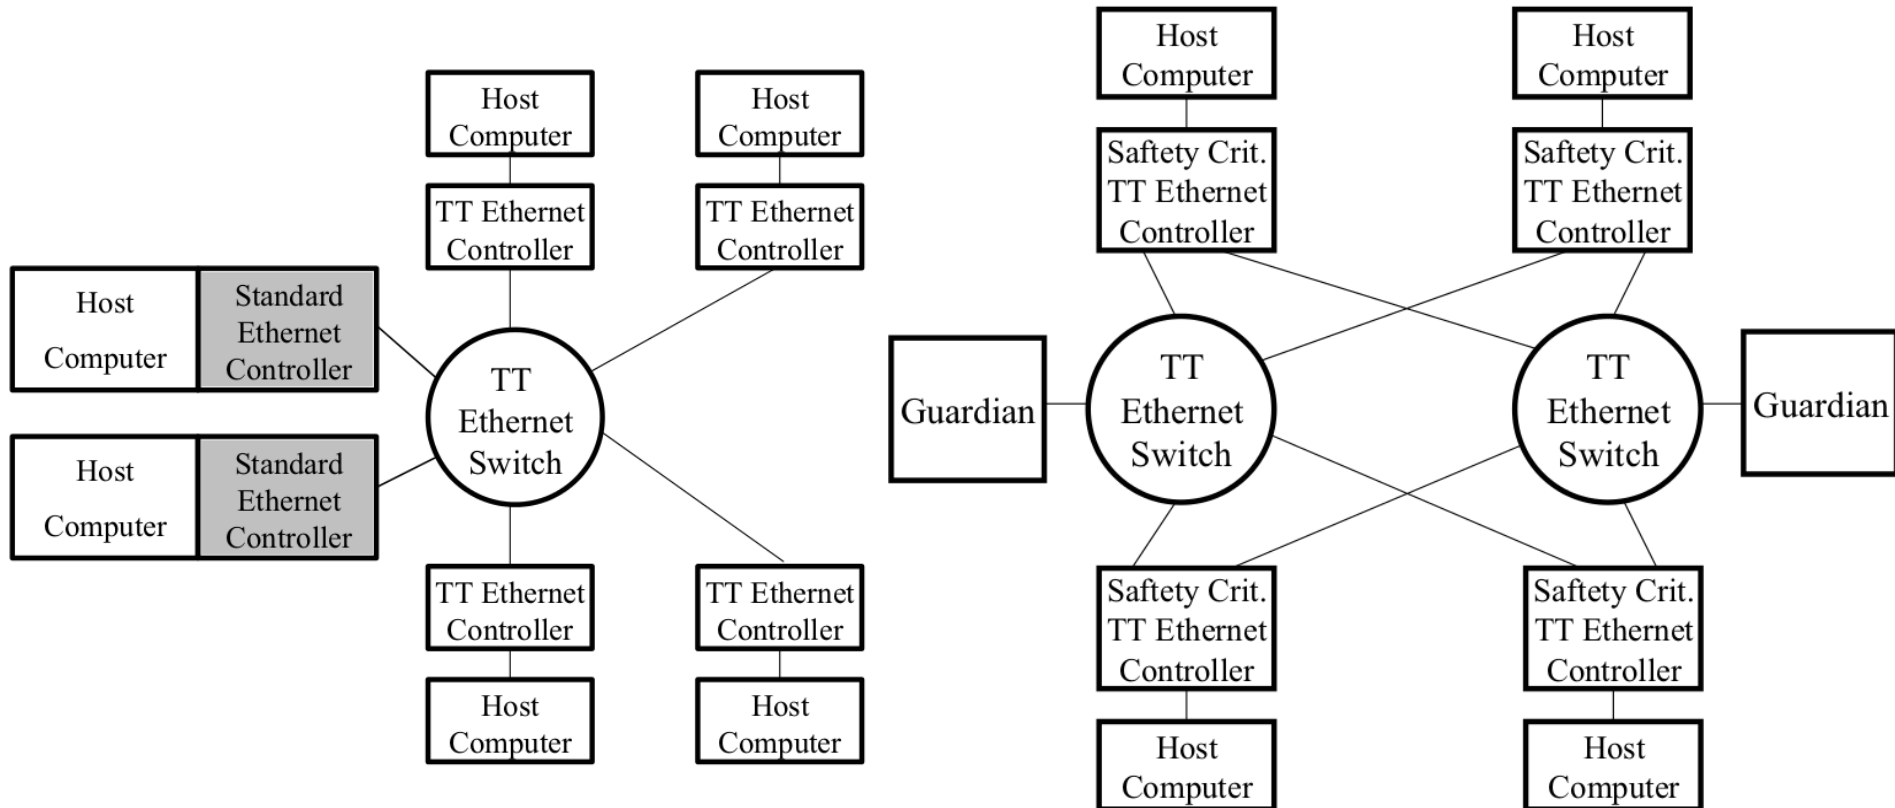 Host
Computer
Host
Computer
TT Ethernet
Controller
TT Ethernet
Controller
Host
Computer
Standard
Ethernet
Controller
Host
Computer
Standard
Ethernet
Controller
TT
Ethernet
Switch
TT Ethernet
Controller
TT Ethernet
Controller
Host
Computer
Host
Computer
Host
Computer
Host
Computer
Saftety Crit.
TT Ethernet
Controller
Saftety Crit.
TT Ethernet
Controller
Guardian
TT
Ethernet
Switch
TT
Ethernet
Switch
Guardian
Saftety Crit.
TT Ethernet
Controller
Saftety Crit.
TT Ethernet
Controller
Host
Computer
Host
Computer